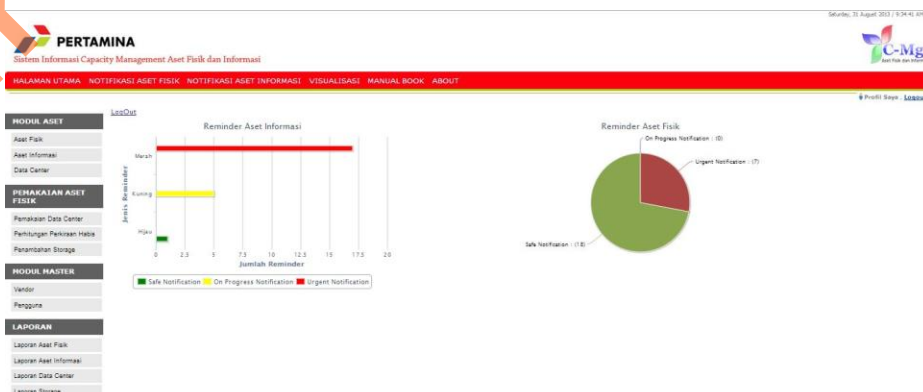 Saturday, 31 August 2013 / 9:34:41 AM
PERTAMINA
Sistem Informasi Capacity Management Aset Fisik dan Informasi
C-Mg
HALAMAN UTAMA NOTIFIKASI ASET FISIK NOTIFIKASI ASET INFORMASI VISUALISASI MANUAL BOOK ABOUT
Profil Saya . Logou
LogOut
MODUL ASET
Aset Fisik
Aset Informasi
Data Center
PEMAKAIAN ASET
FISIK
Pemakaian Data Center
Perhitungan Perkiraan Habis
Penambahan Storage
MODUL MASTER
Vendor
Pengguna
LAPORAN
Laporan Aset Fisik
Laporan Aset Informasi
Laporan Data Center
Laporan Storage
Reminder Aset Informasi
Jenis Reminder
Merah
Kuning
Hijau
0 2.5 5 7.5 10 12.5 15 17.5 20
Jumlah Reminder
Safe Notification On Progress Notification Urgent Notification
Reminder Aset Fisik
On Progress Notification : (0)
Urgent Notification : (7)
Safe Notification : (18)